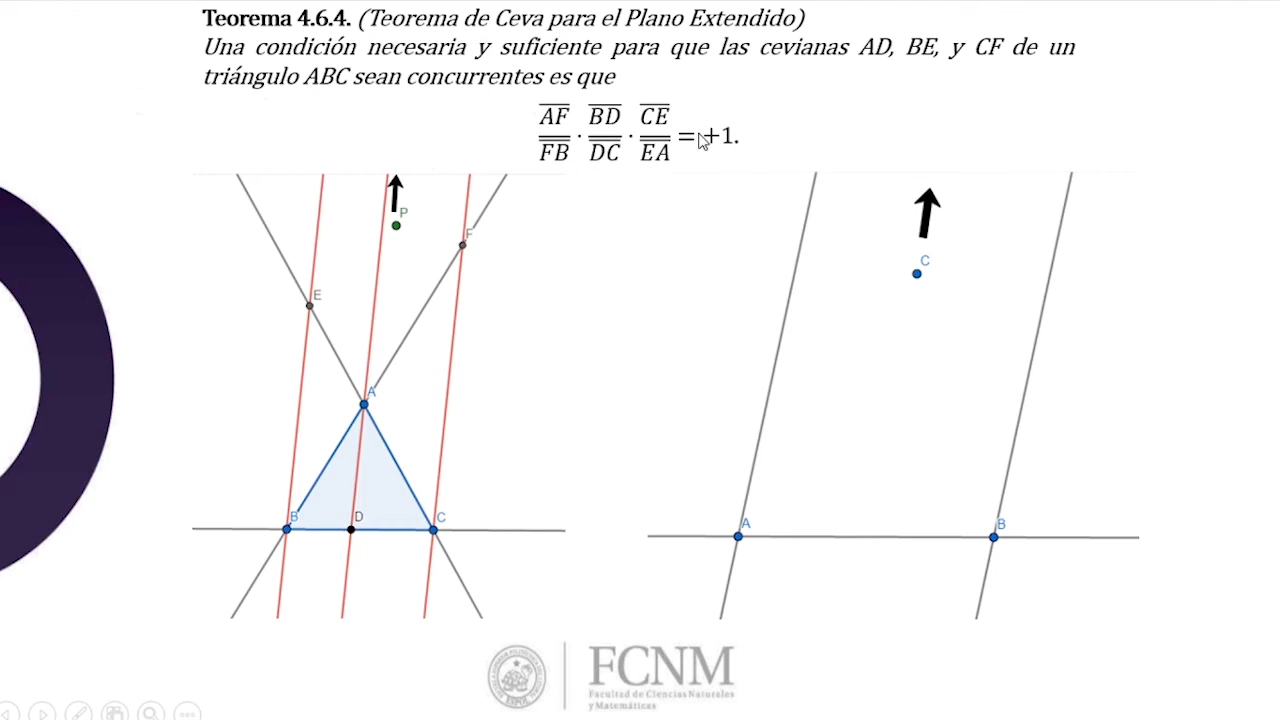 Teorema 4.6.4. (Teorema de Ceva para el Plano Extendido)
Una condición necesaria y suficiente para que las cevianas AD, BE, y CF de un
triángulo ABC sean concurrentes es que
AF/FB · BD/DC · CE/EA = +1.
P
F
E
A
B D C
C
A B
FCNM
Facultad de Ciencias Naturales
y Matemáticas
ESPOL